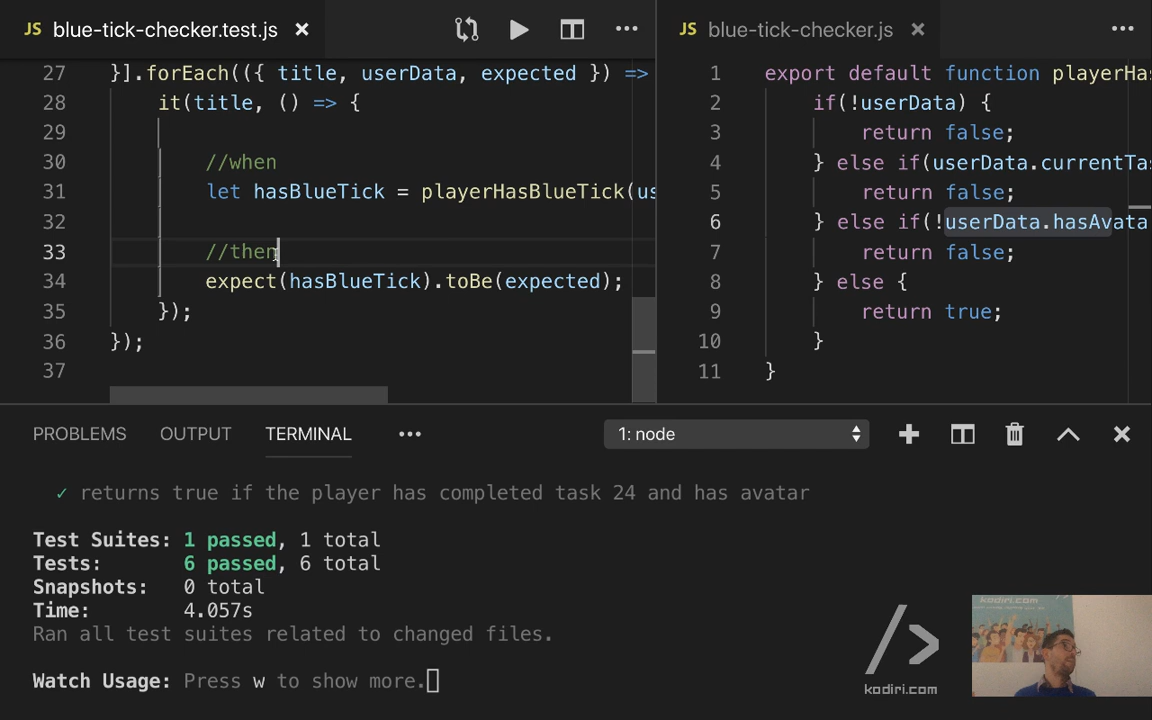 JS blue-tick-checker.test.js
27 }].forEach(({ title, userData, expected }) =>
28 it(title, () => {
29
30 //when
31 let hasBlueTick = playerHasBlueTick(us
32
33 //then
34 expect(hasBlueTick).toBe(expected);
35 });
36 });
37
JS blue-tick-checker.js
1 export default function playerHas
2 if(!userData) {
3 return false;
4 } else if(userData.currentTas
5 return false;
6 } else if(!userData.hasAvata
7 return false;
8 } else {
9 return true;
10 }
11 }
PROBLEMS OUTPUT TERMINAL 1: node
✓ returns true if the player has completed task 24 and has avatar
Test Suites: 1 passed, 1 total
Tests: 6 passed, 6 total
Snapshots: 0 total
Time: 4.057s
Ran all test suites related to changed files.
Watch Usage: Press w to show more.
kodiri.com
kodiri.com